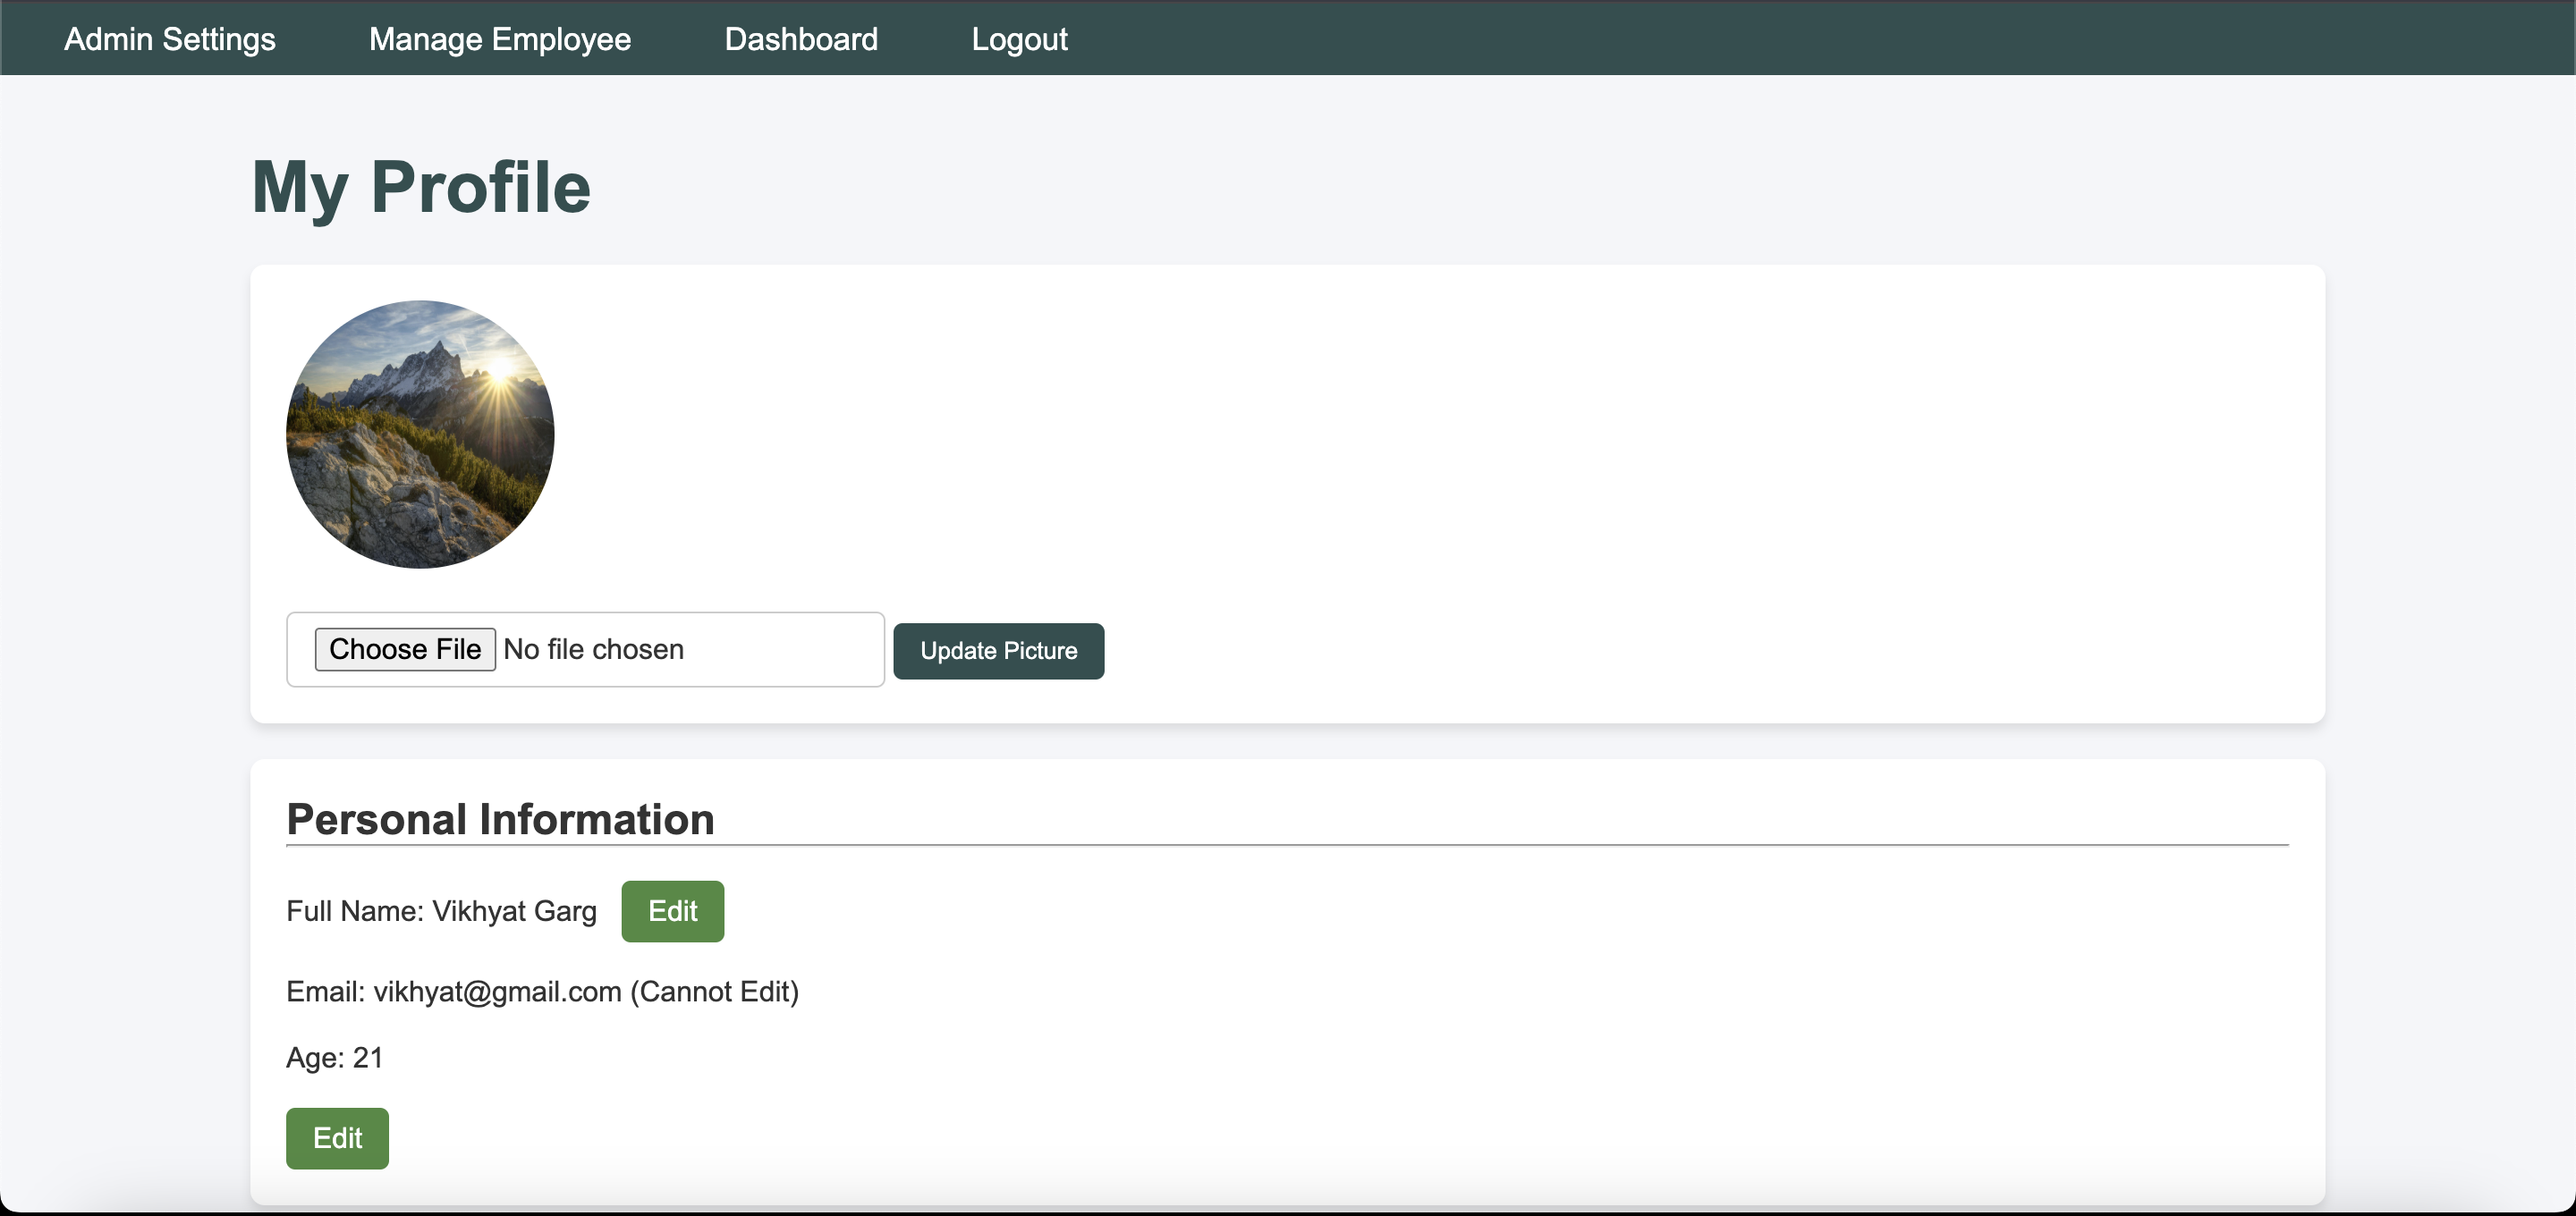 Admin Settings Manage Employee Dashboard Logout
My Profile
Choose File No file chosen Update Picture
Personal Information
Full Name: Vikhyat Garg Edit
Email: vikhyat@gmail.com (Cannot Edit)
Age: 21
Edit